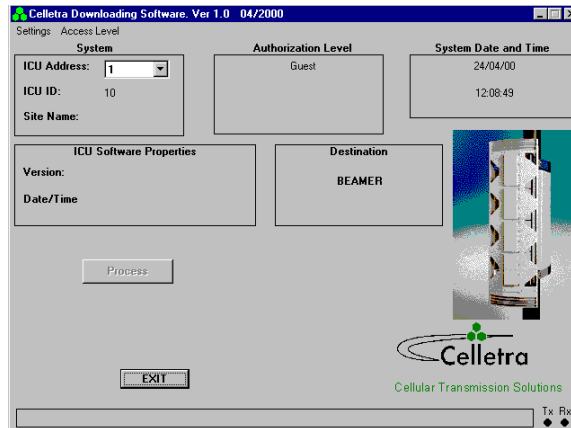 Celletra Downloading Software. Ver 1.0 04/2000
Settings Access Level
System
ICU Address: 1
ICU ID: 10
Site Name:
Authorization Level
Guest
System Date and Time
24/04/00
12:08:49
ICU Software Properties
Version:
Date/Time
Destination
BEAMER
Process
Celletra
Cellular Transmission Solutions
EXIT
Tx Rx